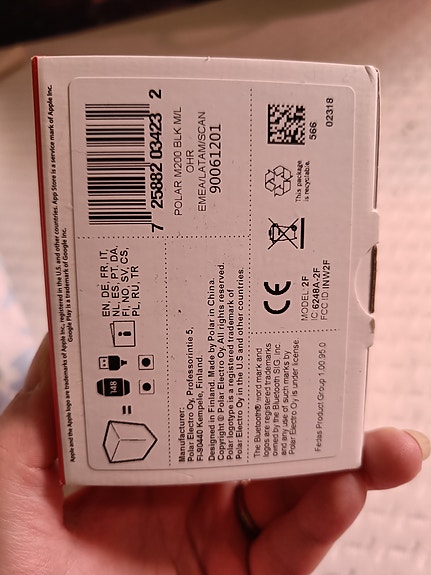 Apple and the Apple logo are trademarks of Apple Inc., registered in the U.S. and other countries. App Store is a service mark of Apple Inc.
Google Play is a trademark of Google Inc.
7 25882 03423 2
POLAR M200 BLK M/L
OHR
EMEA/LATAM/SCAN
90061201
566
02318
This package
is recyclable.
CE
MODEL 2F
IC 6248A-2F
FCC ID INW2F
148
=
i
EN, DE, FR, IT,
NL, ES, PT, DA,
FI, NO, SV, CS,
PL, RU, TR
Manufacturer:
Polar Electro Oy, Professorintie 5,
FI-90440 Kempele, Finland.
Designed in Finland. Made by Polar in China.
Copyright © Polar Electro Oy. All rights reserved.
Polar logotype is a registered trademark of
Polar Electro Oy in the U.S and other countries.
The Bluetooth® word mark and
logos are registered trademarks
owned by the Bluetooth SIG, Inc.
and any use of such marks by
Polar Electro Oy is under license
Fedas Product Group 1.00.95.0